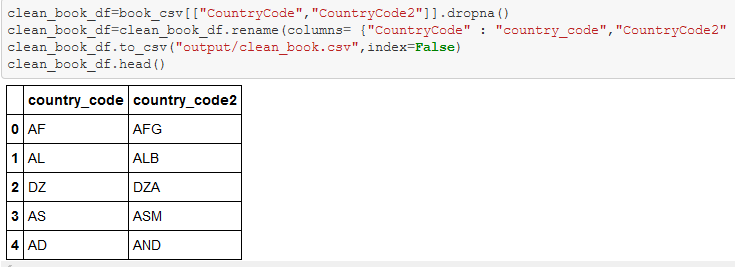 clean_book_df=book_csv[["CountryCode","CountryCode2"]].dropna()
clean_book_df=clean_book_df.rename(columns= {"CountryCode" : "country_code","CountryCode2"
clean_book_df.to_csv("output/clean_book.csv",index=False)
clean_book_df.head()
country_code country_code2
0 AF AFG
1 AL ALB
2 DZ DZA
3 AS ASM
4 AD AND